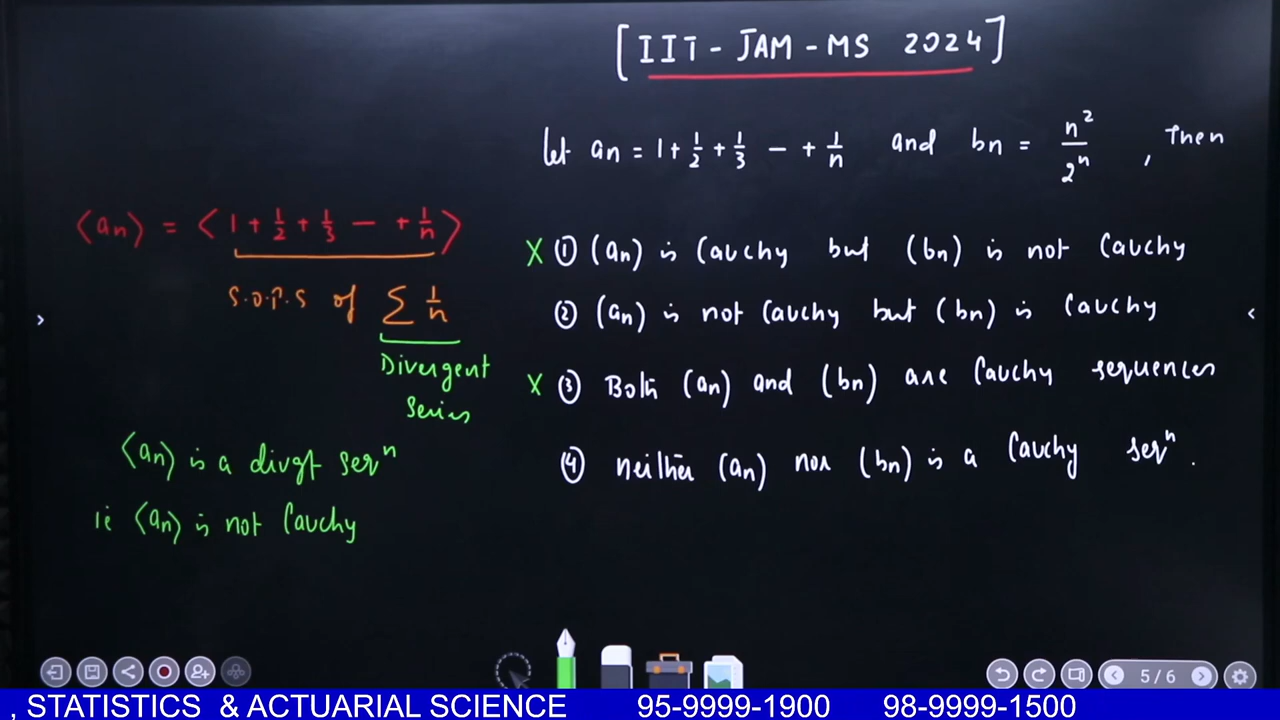 [IIT - JAM - MS 2024]
Let an = 1 + 1/2 + 1/3 - + 1/n and bn = n²/2ⁿ , Then
① (an) is Cauchy but (bn) is not Cauchy
② (an) is not Cauchy but (bn) is Cauchy
③ Both (an) and (bn) are Cauchy sequences
④ neither (an) nor (bn) is a Cauchy seqⁿ.
⟨an⟩ = ⟨1 + 1/2 + 1/3 - + 1/n⟩
S.O.P.S of ∑ 1/n
Divergent
Series
⟨an⟩ is a divgt seqⁿ
ie ⟨an⟩ is not Cauchy
X
X
5/6
, STATISTICS & ACTUARIAL SCIENCE 95-9999-1900 98-9999-1500